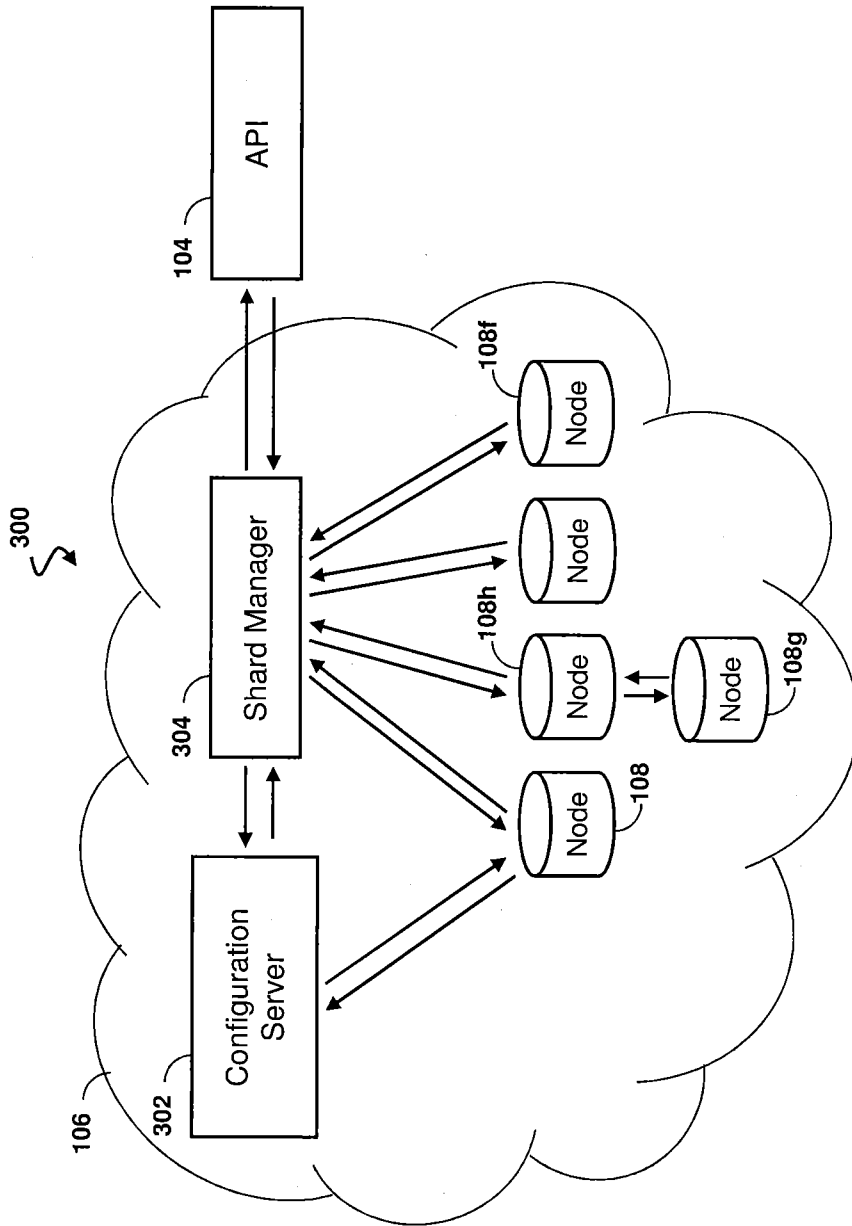 300
106
302
Configuration
Server
304
Shard Manager
104
API
108
Node
108h
Node
Node
108f
Node
108g
Node